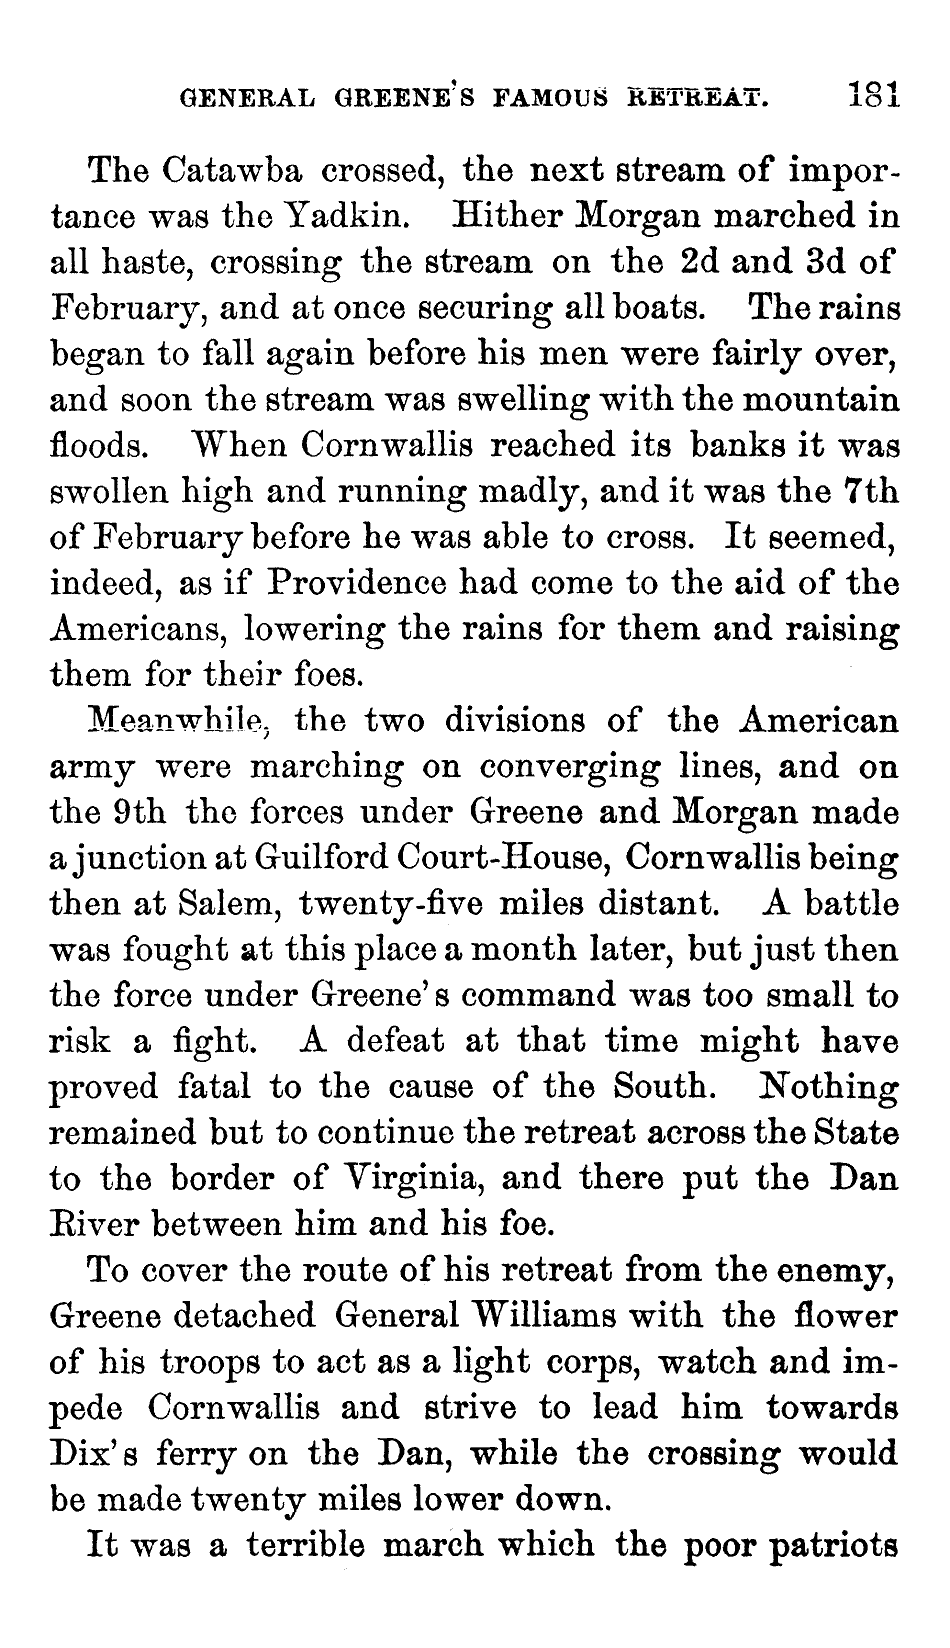 GENERAL GREENE'S FAMOUS RETREAT. 181
The Catawba crossed, the next stream of impor-
tance was the Yadkin. Hither Morgan marched in
all haste, crossing the stream on the 2d and 3d of
February, and at once securing all boats. The rains
began to fall again before his men were fairly over,
and soon the stream was swelling with the mountain
floods. When Cornwallis reached its banks it was
swollen high and running madly, and it was the 7th
of February before he was able to cross. It seemed,
indeed, as if Providence had come to the aid of the
Americans, lowering the rains for them and raising
them for their foes.
Meanwhile, the two divisions of the American
army were marching on converging lines, and on
the 9th the forces under Greene and Morgan made
a junction at Guilford Court-House, Cornwallis being
then at Salem, twenty-five miles distant. A battle
was fought at this place a month later, but just then
the force under Greene's command was too small to
risk a fight. A defeat at that time might have
proved fatal to the cause of the South. Nothing
remained but to continue the retreat across the State
to the border of Virginia, and there put the Dan
River between him and his foe.
To cover the route of his retreat from the enemy,
Greene detached General Williams with the flower
of his troops to act as a light corps, watch and im-
pede Cornwallis and strive to lead him towards
Dix's ferry on the Dan, while the crossing would
be made twenty miles lower down.
It was a terrible march which the poor patriots